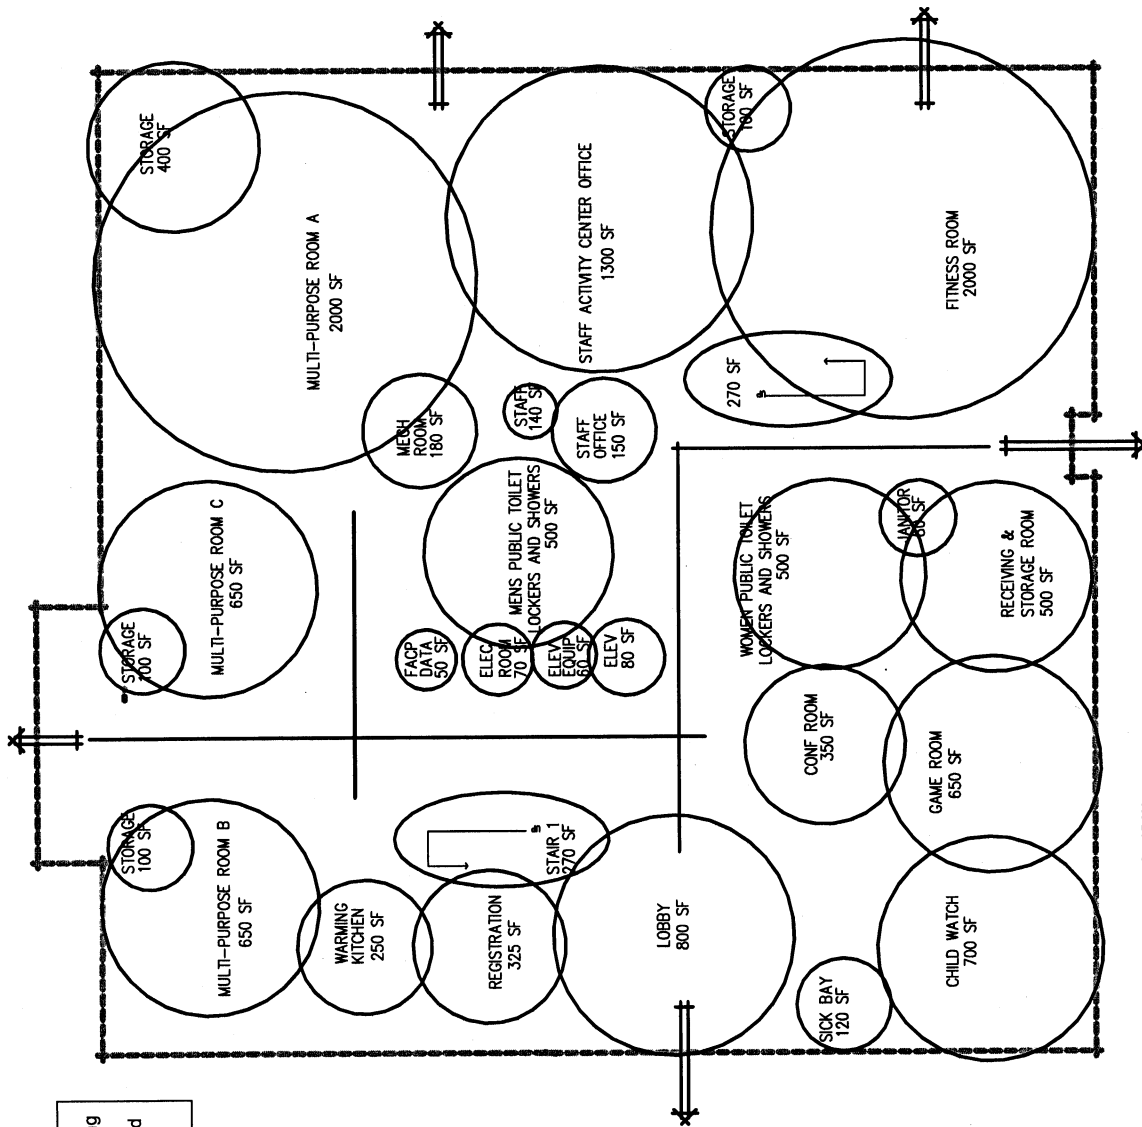 STORAGE
400 SF
MULTI-PURPOSE ROOM A
2000 SF
STAFF ACTIVITY CENTER OFFICE
1300 SF
STORAGE
100 SF
FITNESS ROOM
2000 SF
270 SF
MECH
ROOM
180 SF
STAFF
140 SF
STAFF
OFFICE
150 SF
MULTI-PURPOSE ROOM C
650 SF
STORAGE
100 SF
MENS PUBLIC TOILET
LOCKERS AND SHOWERS
500 SF
FACP
DATA
50 SF
ELEC
ROOM
70 SF
ELEV
EQUIP
60 SF
ELEV
80 SF
WOMEN PUBLIC TOILET
LOCKERS AND SHOWERS
500 SF
JANITOR
80 SF
RECEIVING &
STORAGE ROOM
500 SF
CONF ROOM
350 SF
GAME ROOM
650 SF
STORAGE
100 SF
MULTI-PURPOSE ROOM B
650 SF
STAIR 1
270 SF
WARMING
KITCHEN
250 SF
REGISTRATION
325 SF
LOBBY
800 SF
SICK BAY
120 SF
CHILD WATCH
700 SF